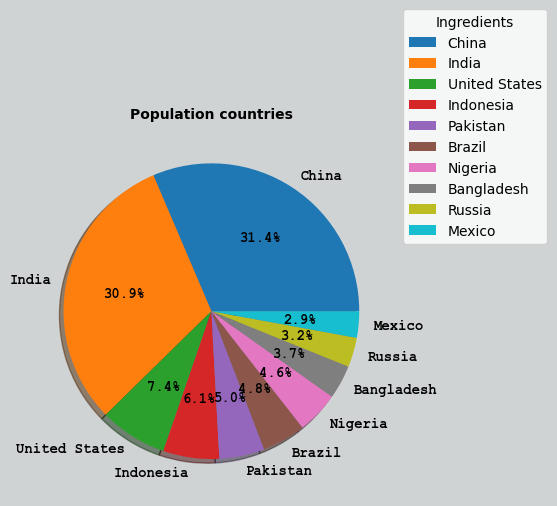 Ingredients
China
India
United States
Indonesia
Pakistan
Brazil
Nigeria
Bangladesh
Russia
Mexico
Population countries
China
31.4%
India
30.9%
United States
7.4%
Indonesia
6.1%
Pakistan
5.0%
Brazil
4.8%
Nigeria
4.6%
Bangladesh
3.7%
Russia
3.2%
Mexico
2.9%